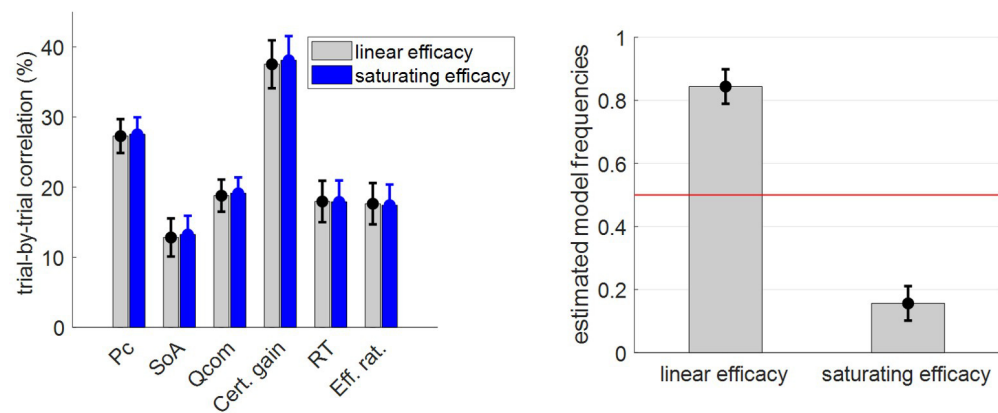 trial-by-trial correlation (%)
40
30
20
10
0
linear efficacy
saturating efficacy
Pc
SoA
Qcom
Cert. gain
RT
Eff. rat.
estimated model frequencies
1
0.8
0.6
0.4
0.2
0
linear efficacy
saturating efficacy